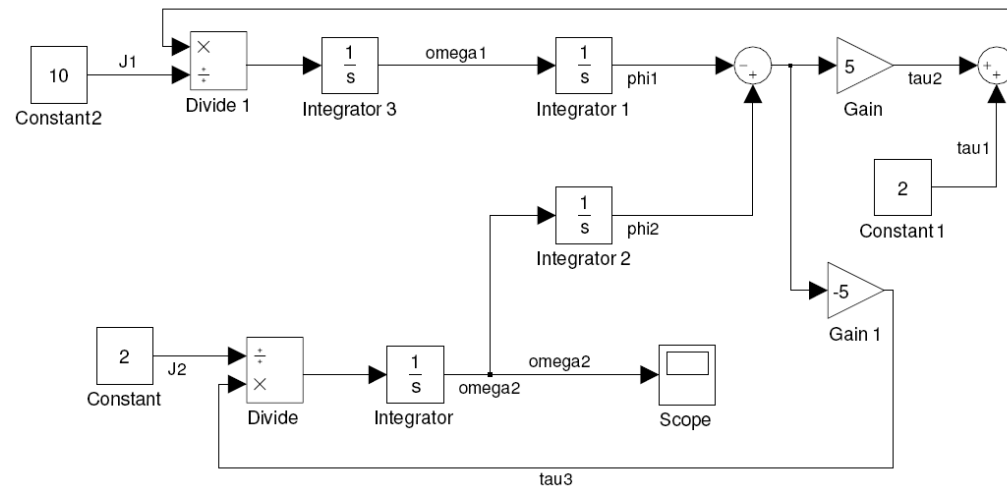 10
Constant2
J1
×
÷
Divide 1
1
s
Integrator 3
omega1
1
s
Integrator 1
phi1
−
+
5
Gain
tau2
+
+
tau1
2
Constant 1
1
s
Integrator 2
phi2
-5
Gain 1
2
Constant
J2
÷
×
Divide
1
s
Integrator
omega2
omega2
Scope
tau3